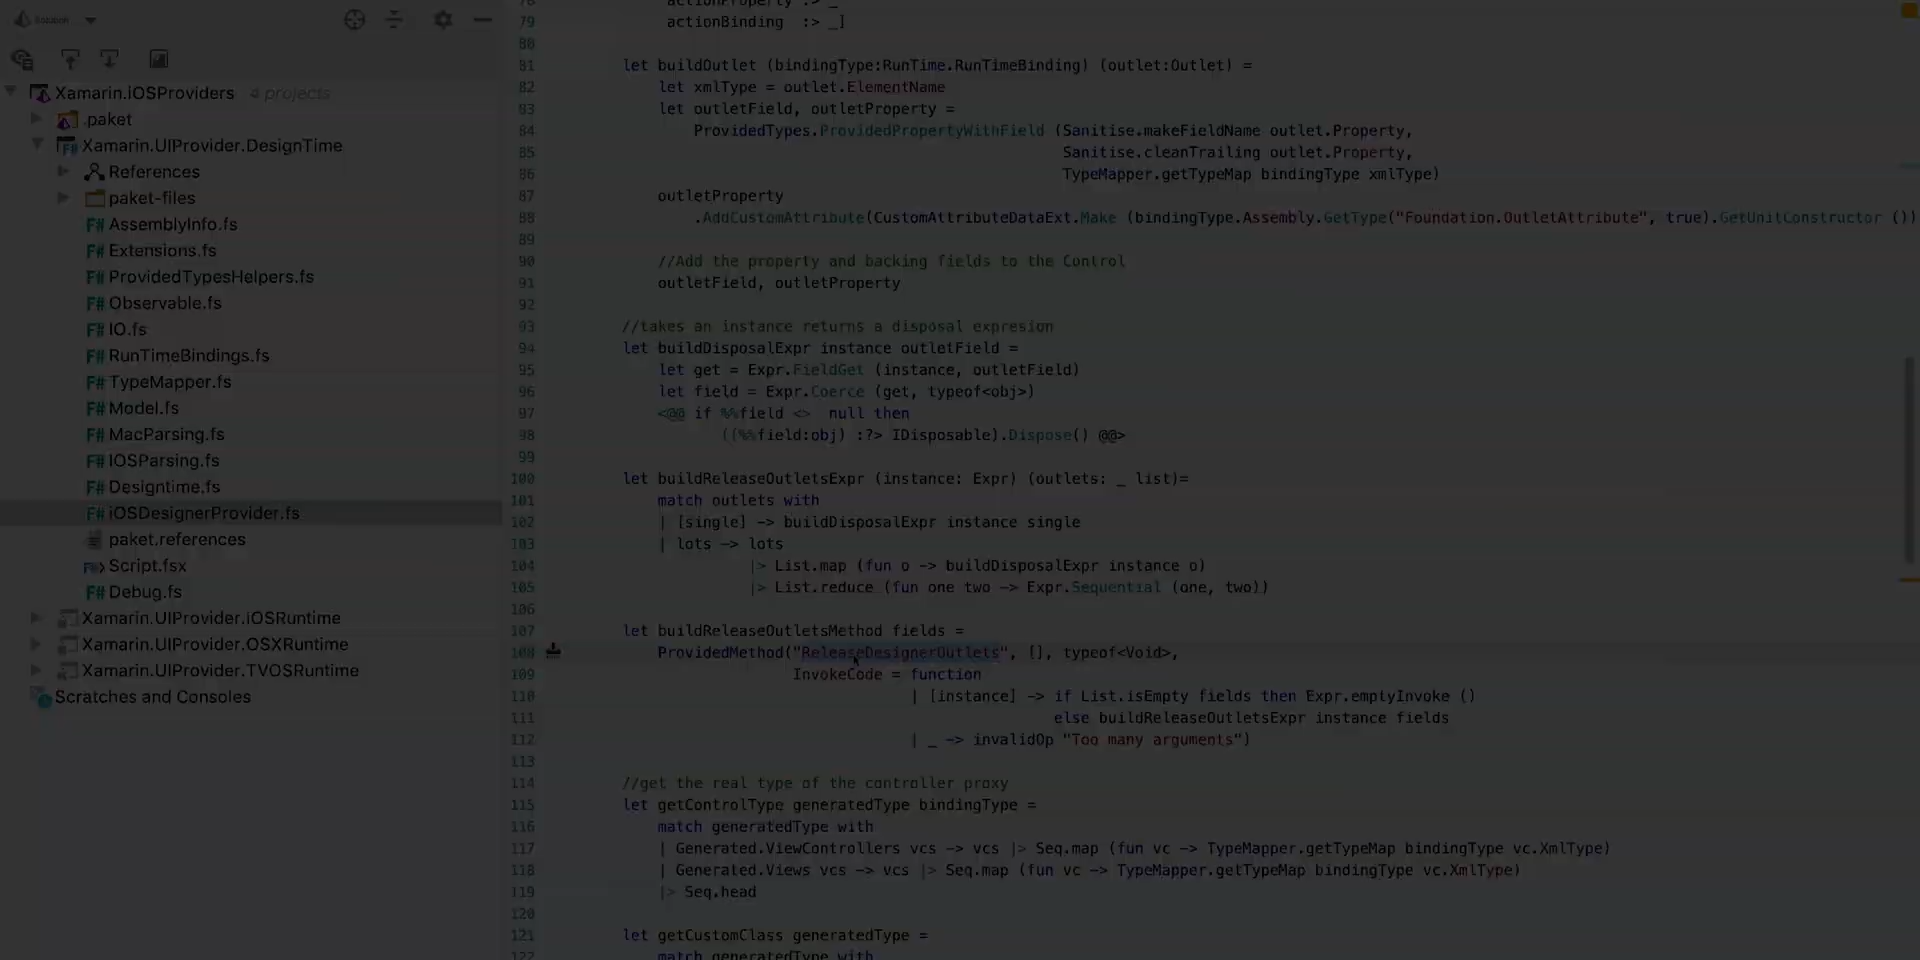 Solution
Xamarin.iOSProviders 4 projects
.paket
Xamarin.UIProvider.DesignTime
References
paket-files
F# AssemblyInfo.fs
F# Extensions.fs
F# ProvidedTypesHelpers.fs
F# Observable.fs
F# IO.fs
F# RunTimeBindings.fs
F# TypeMapper.fs
F# Model.fs
F# MacParsing.fs
F# IOSParsing.fs
F# Designtime.fs
F# iOSDesignerProvider.fs
paket.references
Script.fsx
F# Debug.fs
Xamarin.UIProvider.iOSRuntime
Xamarin.UIProvider.OSXRuntime
Xamarin.UIProvider.TVOSRuntime
Scratches and Consoles
78 actionProperty :> _
79 actionBinding :> _]
80
81 let buildOutlet (bindingType:RunTime.RunTimeBinding) (outlet:Outlet) =
82 let xmlType = outlet.ElementName
83 let outletField, outletProperty =
84 ProvidedTypes.ProvidedPropertyWithField (Sanitise.makeFieldName outlet.Property,
85 Sanitise.cleanTrailing outlet.Property,
86 TypeMapper.getTypeMap bindingType xmlType)
87 outletProperty
88 .AddCustomAttribute(CustomAttributeDataExt.Make (bindingType.Assembly.GetType("Foundation.OutletAttribute", true).GetUnitConstructor ())
89
90 //Add the property and backing fields to the Control
91 outletField, outletProperty
92
93 //takes an instance returns a disposal expresion
94 let buildDisposalExpr instance outletField =
95 let get = Expr.FieldGet (instance, outletField)
96 let field = Expr.Coerce (get, typeof<obj>)
97 <@@ if %%field <> null then
98 ((%%field:obj) :?> IDisposable).Dispose() @@>
99
100 let buildReleaseOutletsExpr (instance: Expr) (outlets: _ list)=
101 match outlets with
102 | [single] -> buildDisposalExpr instance single
103 | lots -> lots
104 |> List.map (fun o -> buildDisposalExpr instance o)
105 |> List.reduce (fun one two -> Expr.Sequential (one, two))
106
107 let buildReleaseOutletsMethod fields =
108 ProvidedMethod("ReleaseDesignerOutlets", [], typeof<Void>,
109 InvokeCode = function
110 | [instance] -> if List.isEmpty fields then Expr.emptyInvoke ()
111 else buildReleaseOutletsExpr instance fields
112 | _ -> invalidOp "Too many arguments")
113
114 //get the real type of the controller proxy
115 let getControlType generatedType bindingType =
116 match generatedType with
117 | Generated.ViewControllers vcs -> vcs |> Seq.map (fun vc -> TypeMapper.getTypeMap bindingType vc.XmlType)
118 | Generated.Views vcs -> vcs |> Seq.map (fun vc -> TypeMapper.getTypeMap bindingType vc.XmlType)
119 |> Seq.head
120
121 let getCustomClass generatedType =
122 match generatedType with